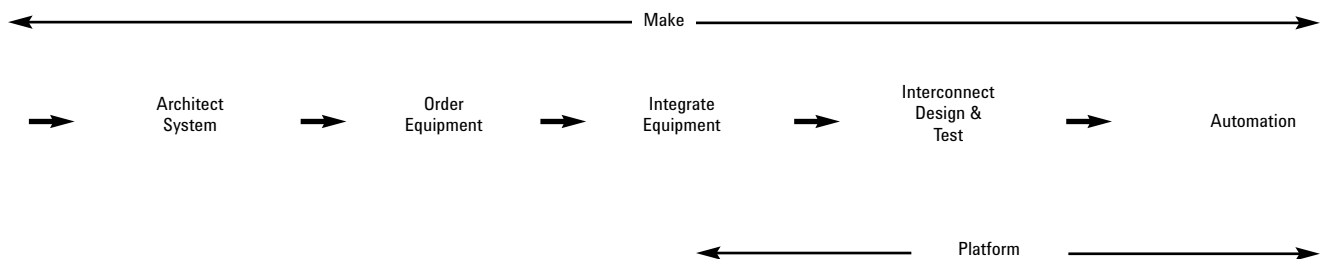 Make
Architect
System
Order
Equipment
Integrate
Equipment
Interconnect
Design &
Test
Automation
Platform